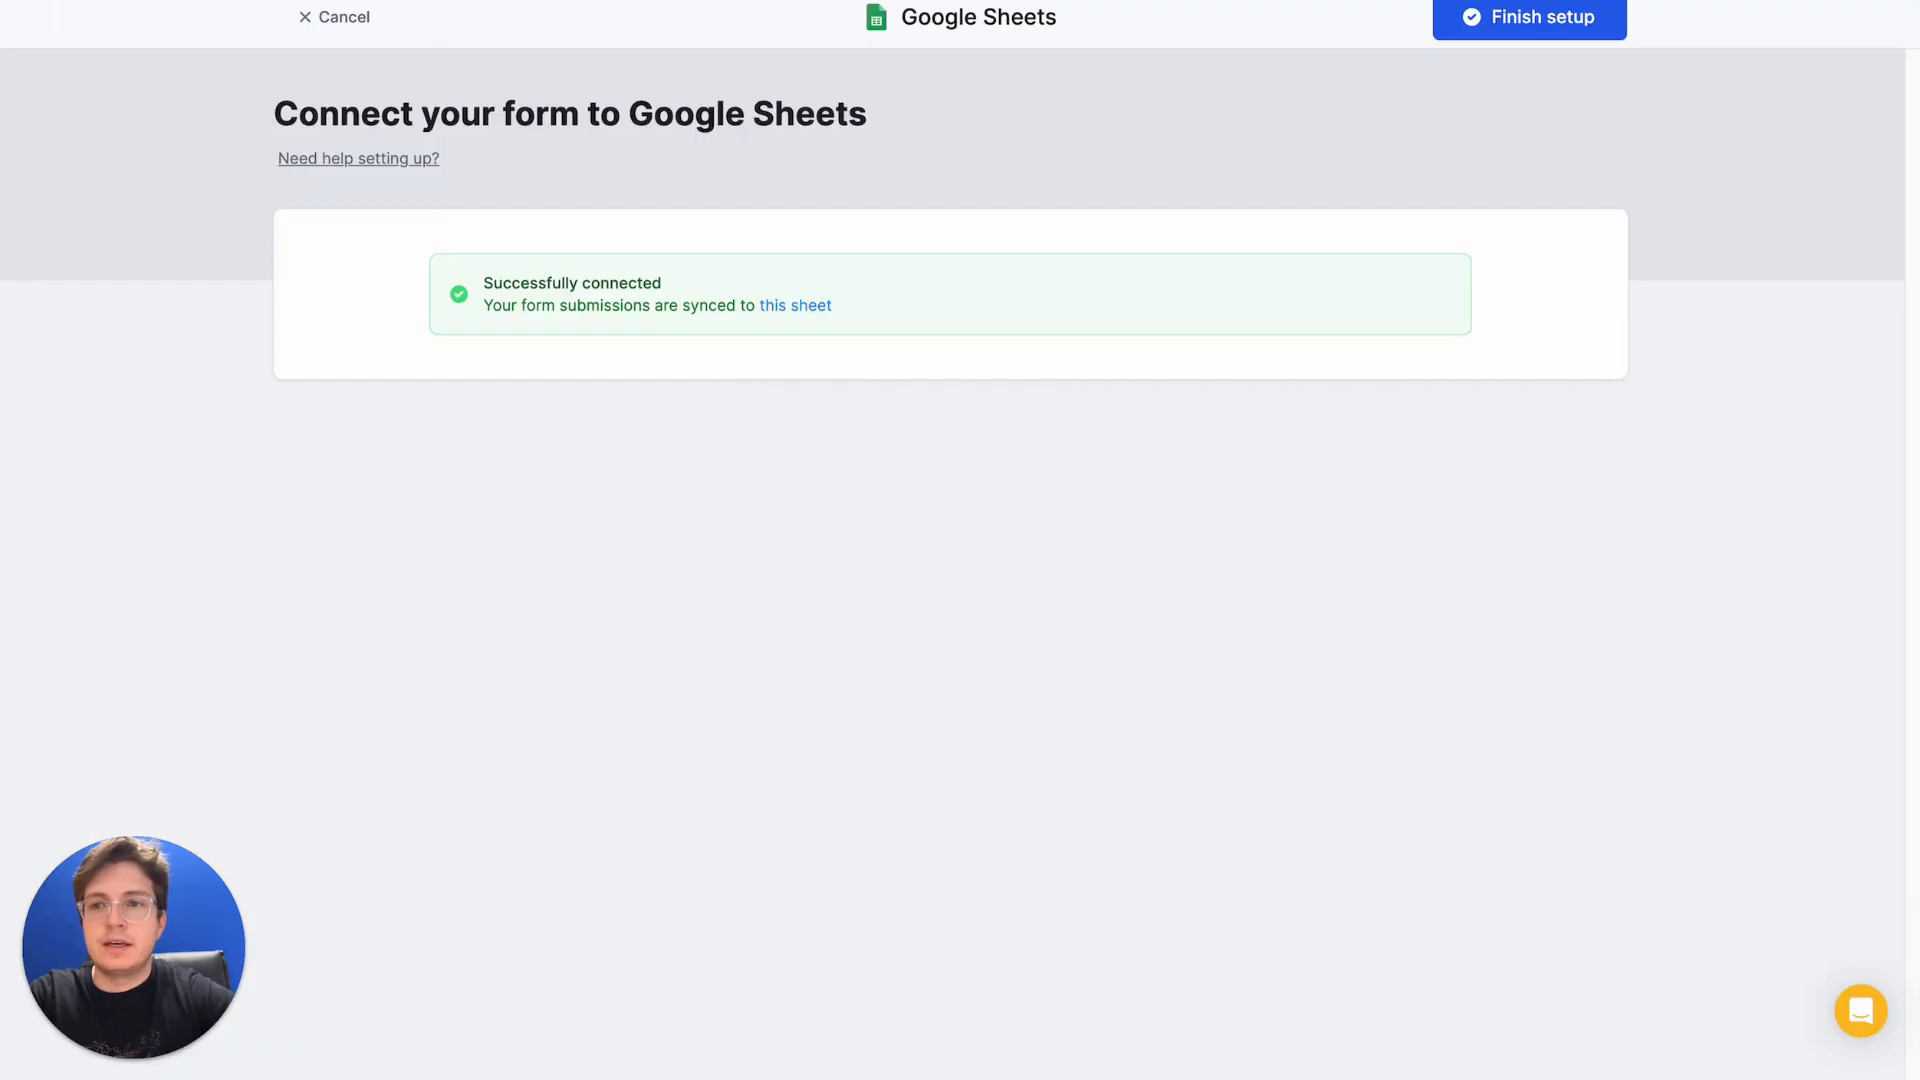 Cancel
Google Sheets
Finish setup
Connect your form to Google Sheets
Need help setting up?
Successfully connected
Your form submissions are synced to this sheet